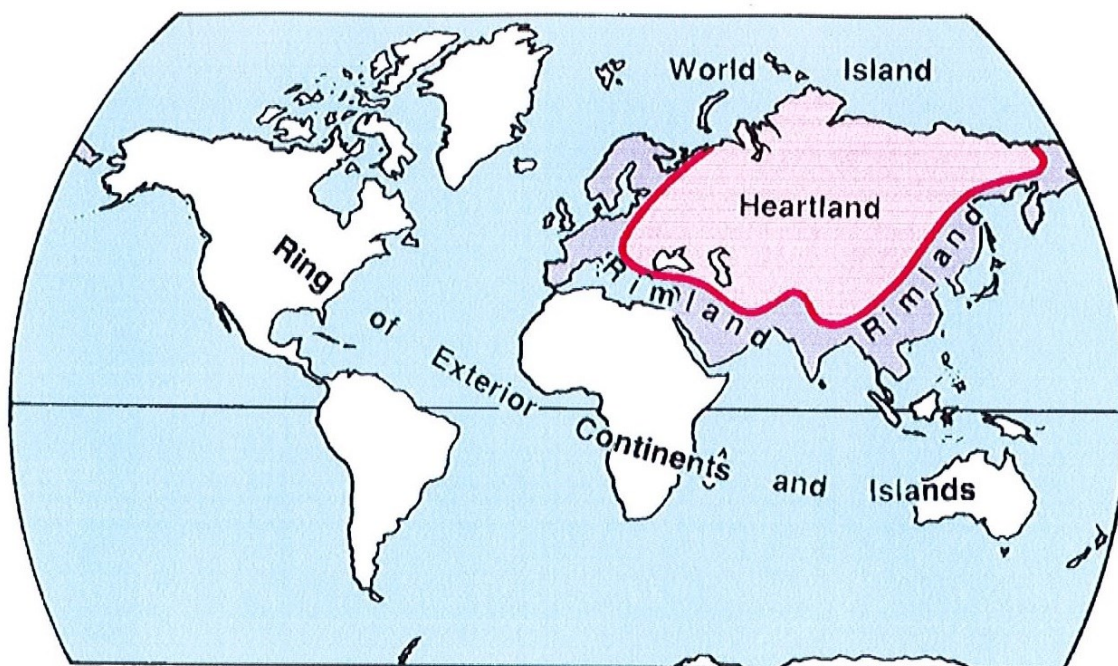 World Island
Heartland
Rimland
Rimland
Ring of Exterior Continents and Islands